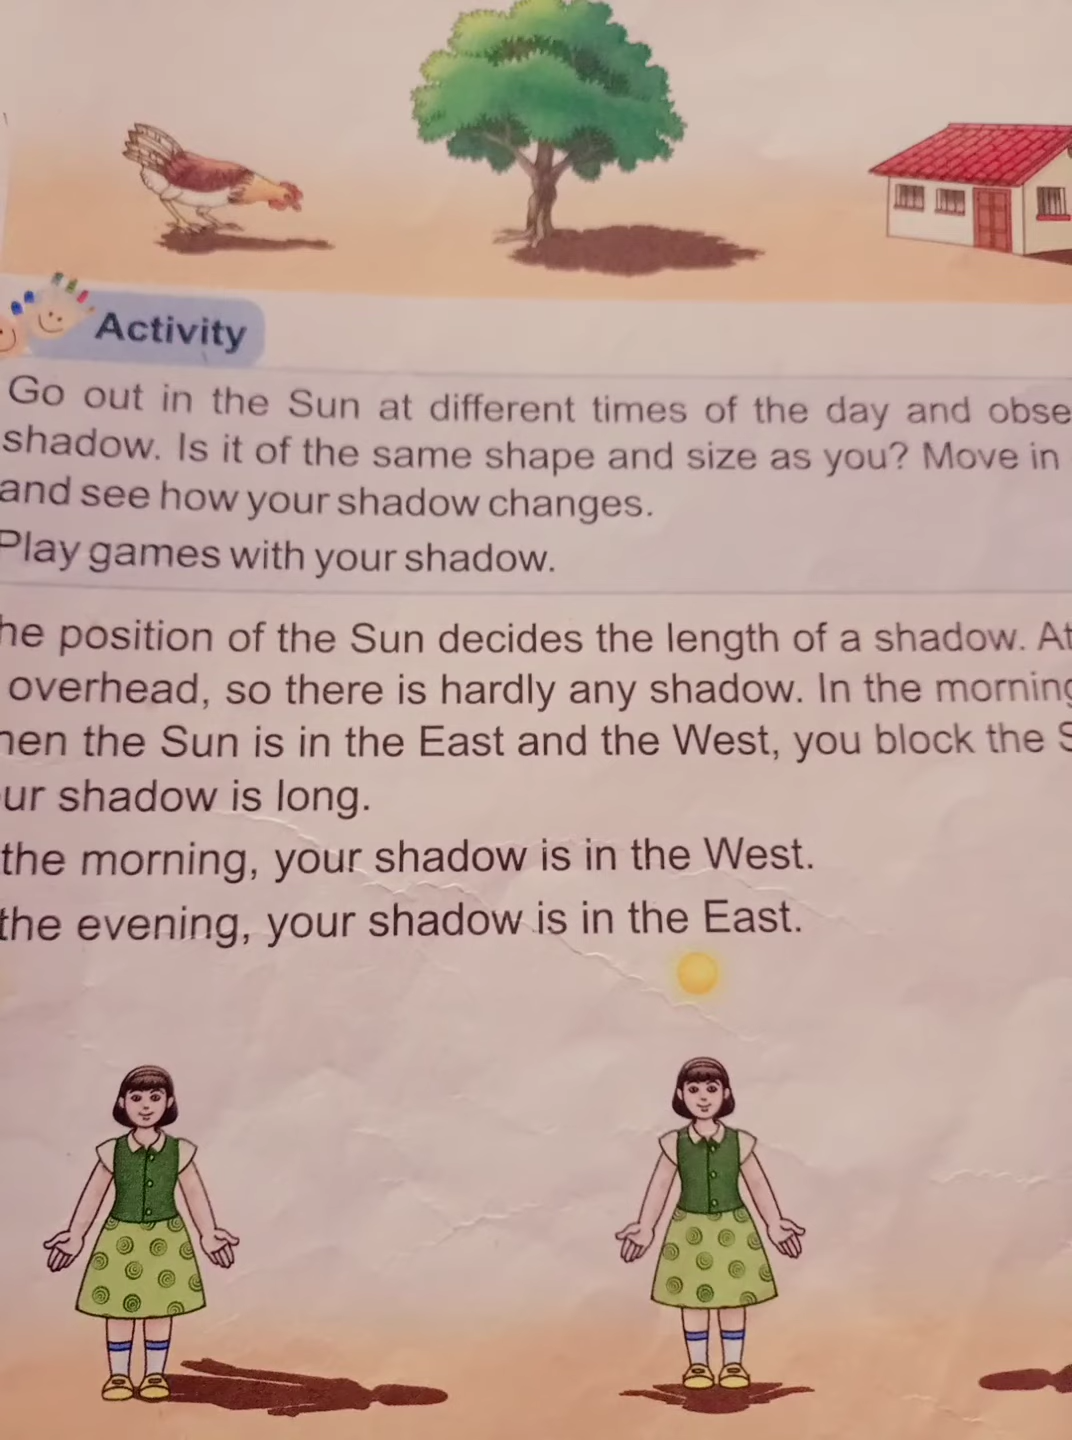 Activity
Go out in the Sun at different times of the day and obse
shadow. Is it of the same shape and size as you? Move in
and see how your shadow changes.
Play games with your shadow.
he position of the Sun decides the length of a shadow. At
overhead, so there is hardly any shadow. In the morning
hen the Sun is in the East and the West, you block the S
ur shadow is long.
the morning, your shadow is in the West.
the evening, your shadow is in the East.